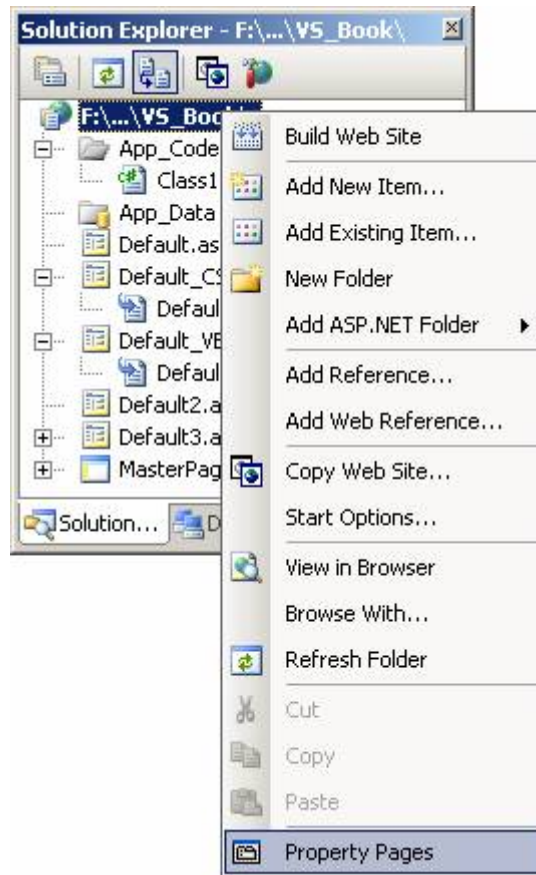 Solution Explorer - F:\...\VS_Book\
F:\...\VS_Boo
App_Code
Class1
App_Data
Default.as
Default_CS
Defaul
Default_VB
Defaul
Default2.a
Default3.a
MasterPag
Solution...
D
Build Web Site
Add New Item...
Add Existing Item...
New Folder
Add ASP.NET Folder
Add Reference...
Add Web Reference...
Copy Web Site...
Start Options...
View in Browser
Browse With...
Refresh Folder
Cut
Copy
Paste
Property Pages